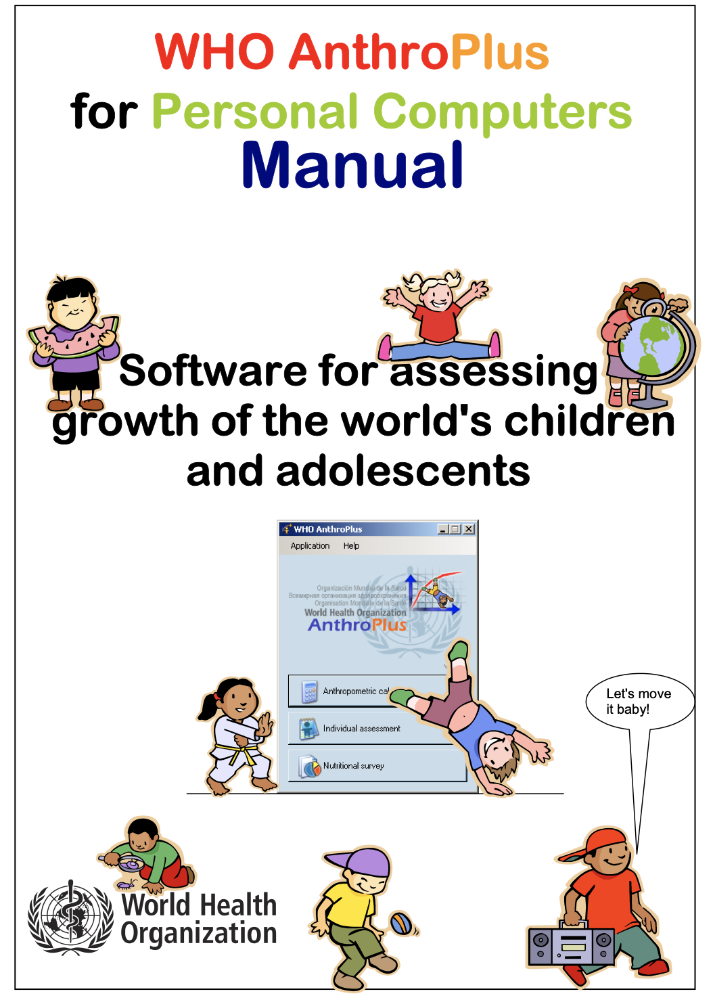 WHO AnthroPlus
for Personal Computers
Manual
Software for assessing
growth of the world's children
and adolescents
WHO AnthroPlus
Application Help
Organización Mundial de la Salud
Всемирная организация здравоохранения
Organisation Mondiale de la Santé
World Health Organization
AnthroPlus
Anthropometric
Individual assessment
Nutritional survey
Let's move
it baby!
World Health
Organization